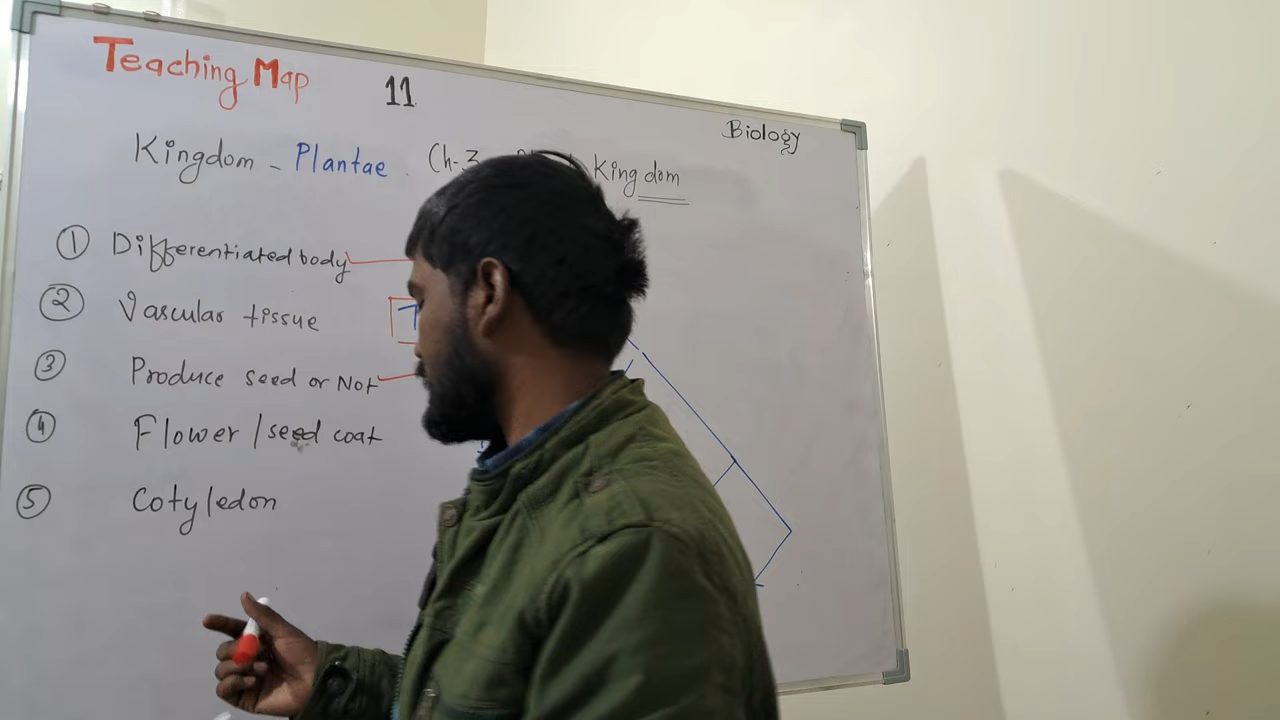 Teaching Map 11
Biology
Kingdom - Plantae. Ch-3 Kingdom
① Differentiated body
② Vascular tissue
③ Produce seed or Not
④ Flower / seed coat
⑤ Cotyledon